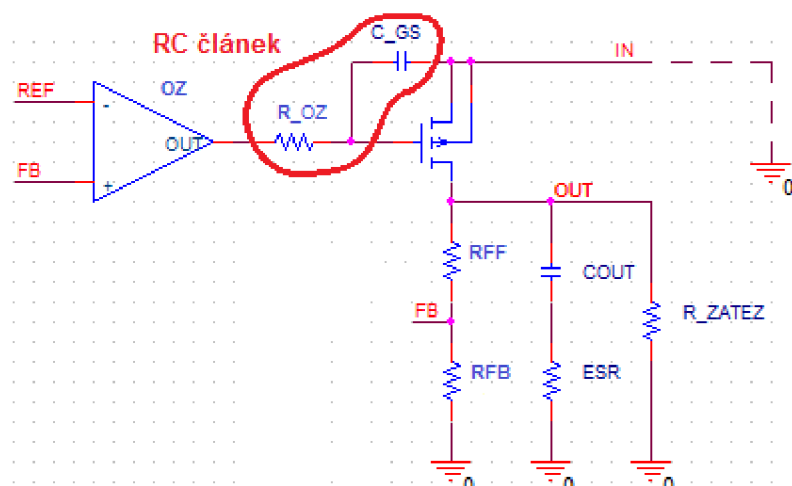 RC článek
C_GS
IN
REF
OZ
R_OZ
-
OUT
FB
+
0
OUT
RFF
COUT
FB
R_ZATEZ
RFB
ESR
0
0
0